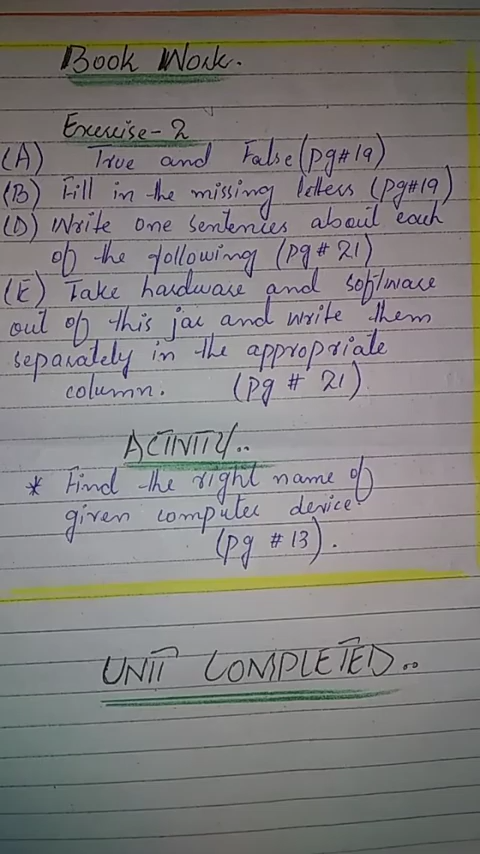 Book Work.
Exercise-2
(A) True and False (pg#19)
(B) Fill in the missing letters (pg#19)
(D) Write one sentences about each
of the following (pg # 21)
(E) Take hardware and software
out of this jar and write them
separately in the appropriate
column. (pg # 21)
ACTIVITY..
* Find the right name of
given computer device.
(pg # 13).
UNIT COMPLETED..